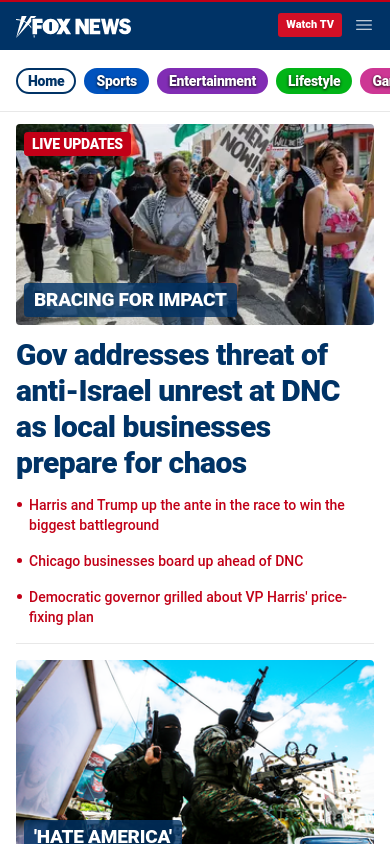 FOX NEWS
Watch TV
Home
Sports
Entertainment
Lifestyle
LIVE UPDATES
THEM
NOW!
BRACING FOR IMPACT
Gov addresses threat of
anti-Israel unrest at DNC
as local businesses
prepare for chaos
Harris and Trump up the ante in the race to win the
biggest battleground
Chicago businesses board up ahead of DNC
Democratic governor grilled about VP Harris' price-
fixing plan
'HATE AMERICA'